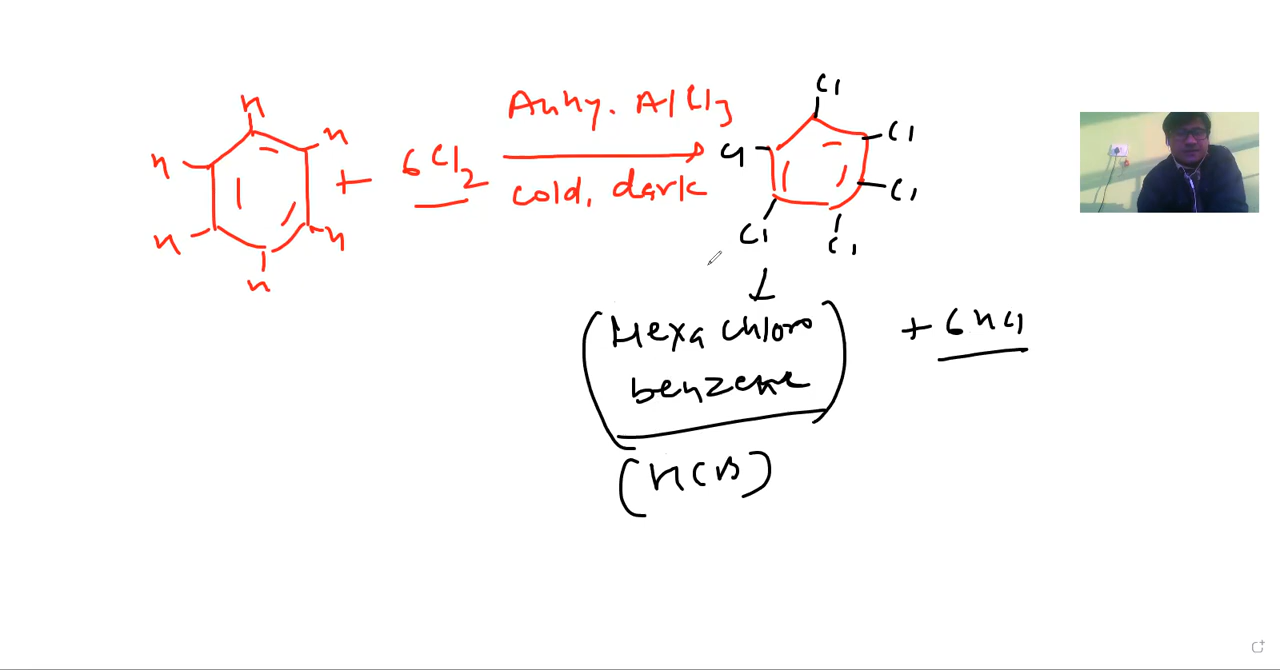 H
H
H
H
H
H
+ 6Cl₂
Anhy. AlCl₃
cold, dark
Cl
Cl
Cl
Cl
Cl
Cl
(Hexa chloro
benzene)
+ 6HCl
(HCB)